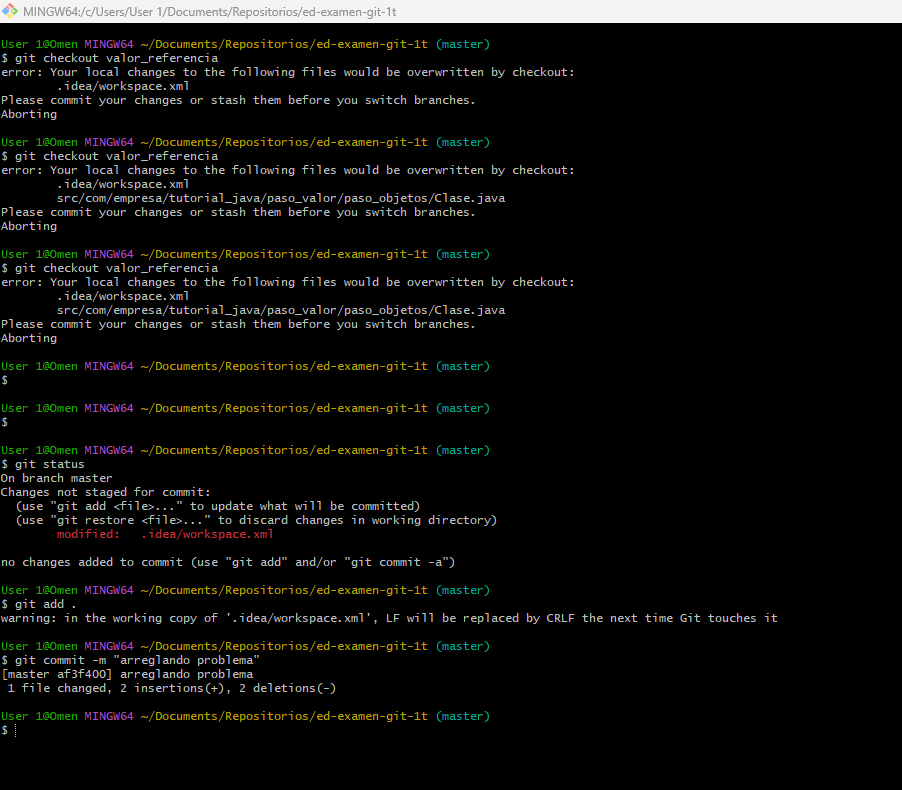 MINGW64:/c/Users/User 1/Documents/Repositorios/ed-examen-git-1t
User 1@Omen MINGW64 ~/Documents/Repositorios/ed-examen-git-1t (master)
$ git checkout valor_referencia
error: Your local changes to the following files would be overwritten by checkout:
        .idea/workspace.xml
Please commit your changes or stash them before you switch branches.
Aborting
User 1@Omen MINGW64 ~/Documents/Repositorios/ed-examen-git-1t (master)
$ git checkout valor_referencia
error: Your local changes to the following files would be overwritten by checkout:
        .idea/workspace.xml
        src/com/empresa/tutorial_java/paso_valor/paso_objetos/Clase.java
Please commit your changes or stash them before you switch branches.
Aborting
User 1@Omen MINGW64 ~/Documents/Repositorios/ed-examen-git-1t (master)
$ git checkout valor_referencia
error: Your local changes to the following files would be overwritten by checkout:
        .idea/workspace.xml
        src/com/empresa/tutorial_java/paso_valor/paso_objetos/Clase.java
Please commit your changes or stash them before you switch branches.
Aborting
User 1@Omen MINGW64 ~/Documents/Repositorios/ed-examen-git-1t (master)
$
User 1@Omen MINGW64 ~/Documents/Repositorios/ed-examen-git-1t (master)
$
User 1@Omen MINGW64 ~/Documents/Repositorios/ed-examen-git-1t (master)
$ git status
On branch master
Changes not staged for commit:
  (use "git add <file>..." to update what will be committed)
  (use "git restore <file>..." to discard changes in working directory)
        modified:   .idea/workspace.xml
no changes added to commit (use "git add" and/or "git commit -a")
User 1@Omen MINGW64 ~/Documents/Repositorios/ed-examen-git-1t (master)
$ git add .
warning: in the working copy of '.idea/workspace.xml', LF will be replaced by CRLF the next time Git touches it
User 1@Omen MINGW64 ~/Documents/Repositorios/ed-examen-git-1t (master)
$ git commit -m "arreglando problema"
[master af3f400] arreglando problema
 1 file changed, 2 insertions(+), 2 deletions(-)
User 1@Omen MINGW64 ~/Documents/Repositorios/ed-examen-git-1t (master)
$